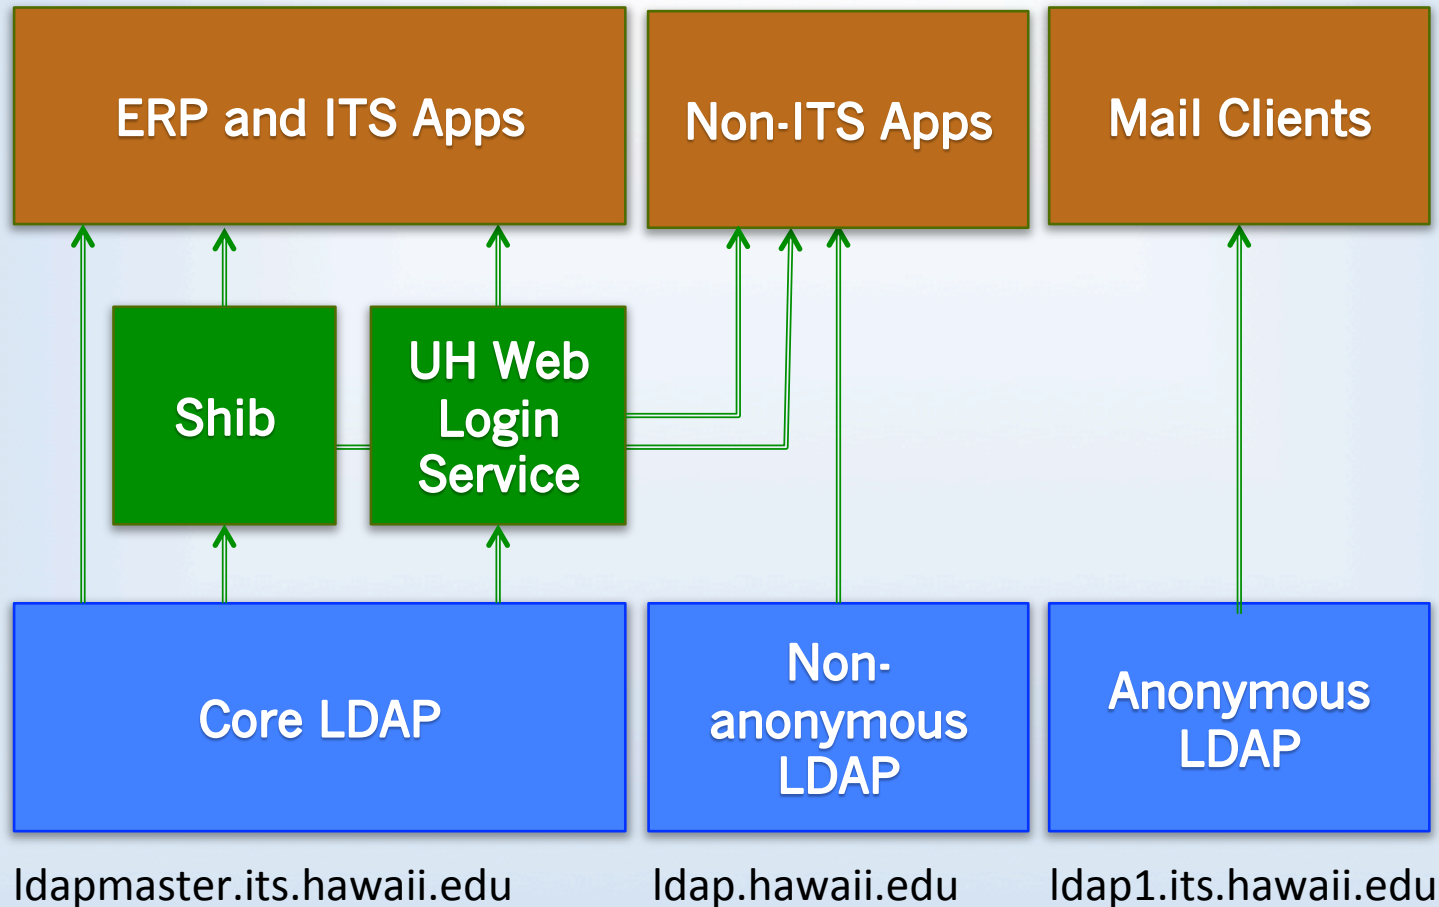 ERP and ITS Apps
Non-ITS Apps
Mail Clients
Shib
UH Web
Login
Service
Core LDAP
Non-
anonymous
LDAP
Anonymous
LDAP
ldapmaster.its.hawaii.edu
ldap.hawaii.edu
ldap1.its.hawaii.edu